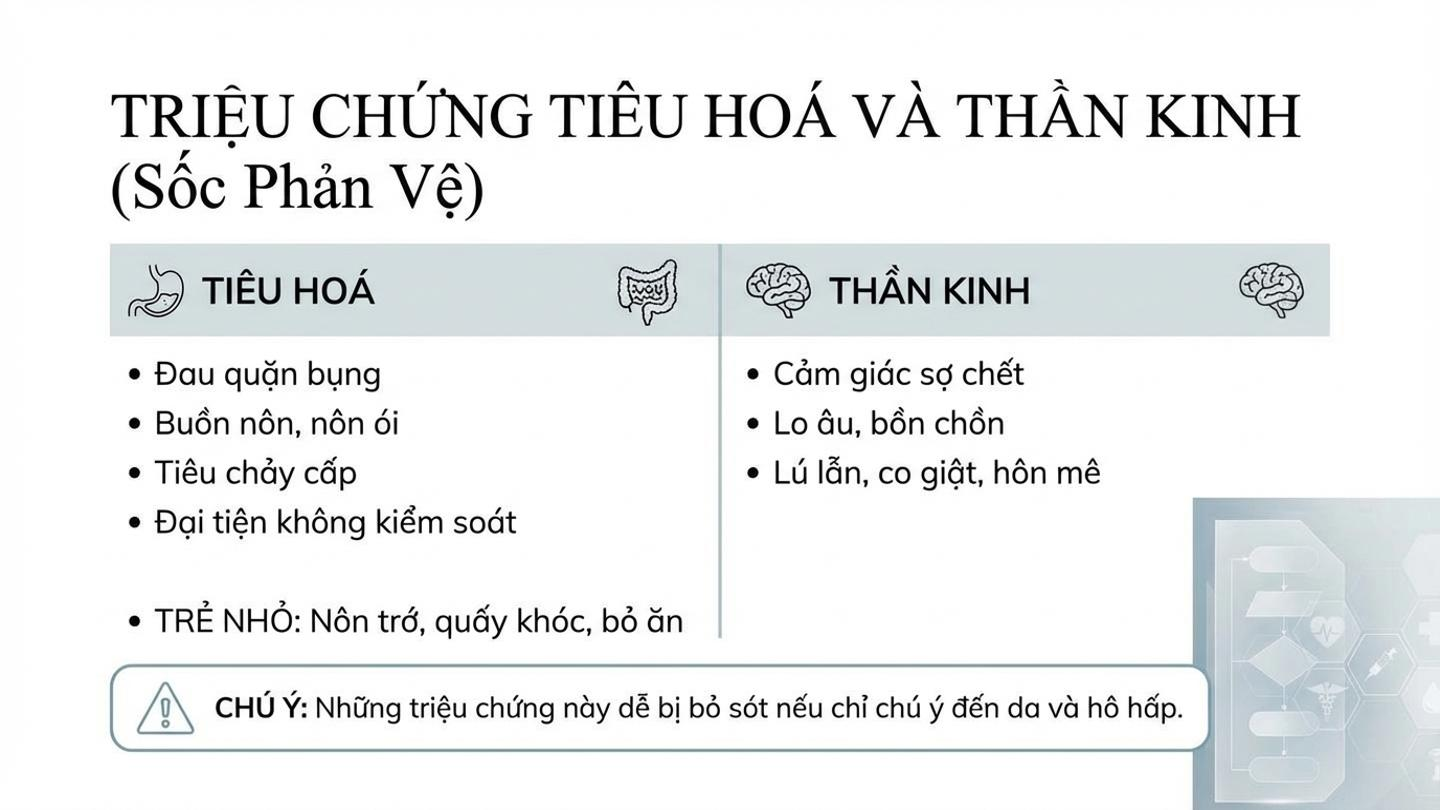 TRIỆU CHỨNG TIÊU HOÁ VÀ THẦN KINH
(Sốc Phản Vệ)
TIÊU HOÁ
• Đau quặn bụng
• Buồn nôn, nôn ói
• Tiêu chảy cấp
• Đại tiện không kiểm soát
• TRẺ NHỎ: Nôn trớ, quấy khóc, bỏ ăn
THẦN KINH
• Cảm giác sợ chết
• Lo âu, bồn chồn
• Lú lẫn, co giật, hôn mê
CHÚ Ý: Những triệu chứng này dễ bị bỏ sót nếu chỉ chú ý đến da và hô hấp.